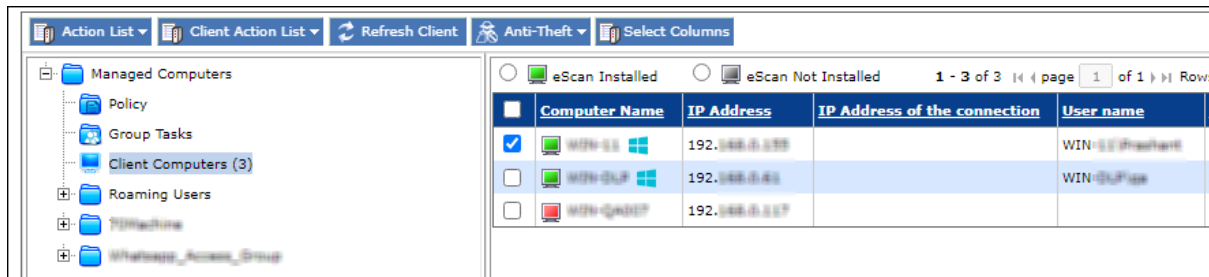 Action List Client Action List Refresh Client Anti-Theft Select Columns
Managed Computers
Policy
Group Tasks
Client Computers (3)
Roaming Users
eScan Installed eScan Not Installed 1 - 3 of 3 page 1 of 1 Row
Computer Name IP Address IP Address of the connection User name
192. WIN
192. WIN
192.